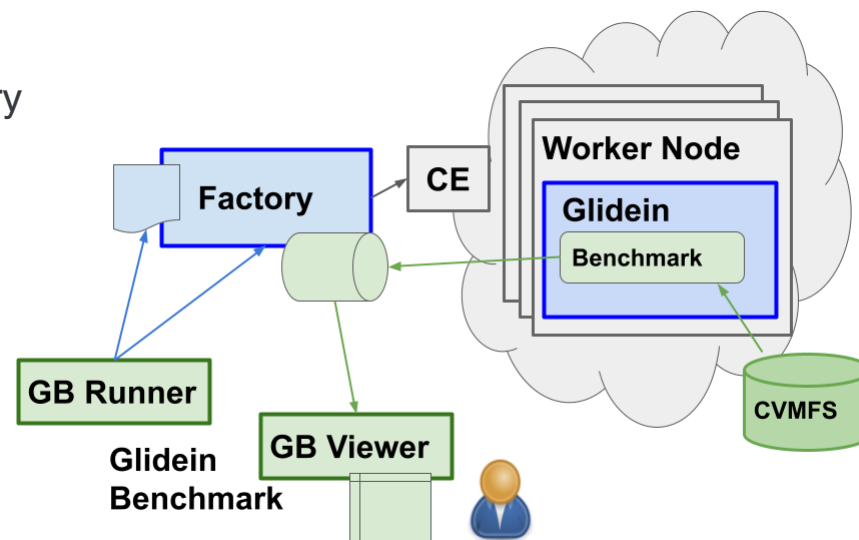 ry
Worker Node
CE
Factory
Glidein
Benchmark
GB Runner
CVMFS
GB Viewer
Glidein
Benchmark